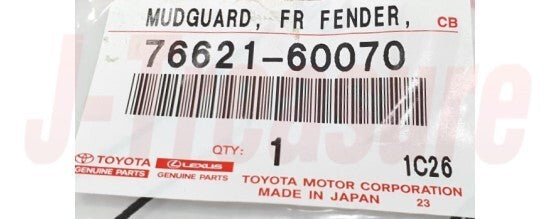 MUDGUARD, FR FENDER, CB
76621-60070
QTY: 1 1C26
TOYOTA LEXUS TOYOTA MOTOR CORPORATION
GENUINE PARTS GENUINE PARTS MADE IN JAPAN 23
J-Treasure